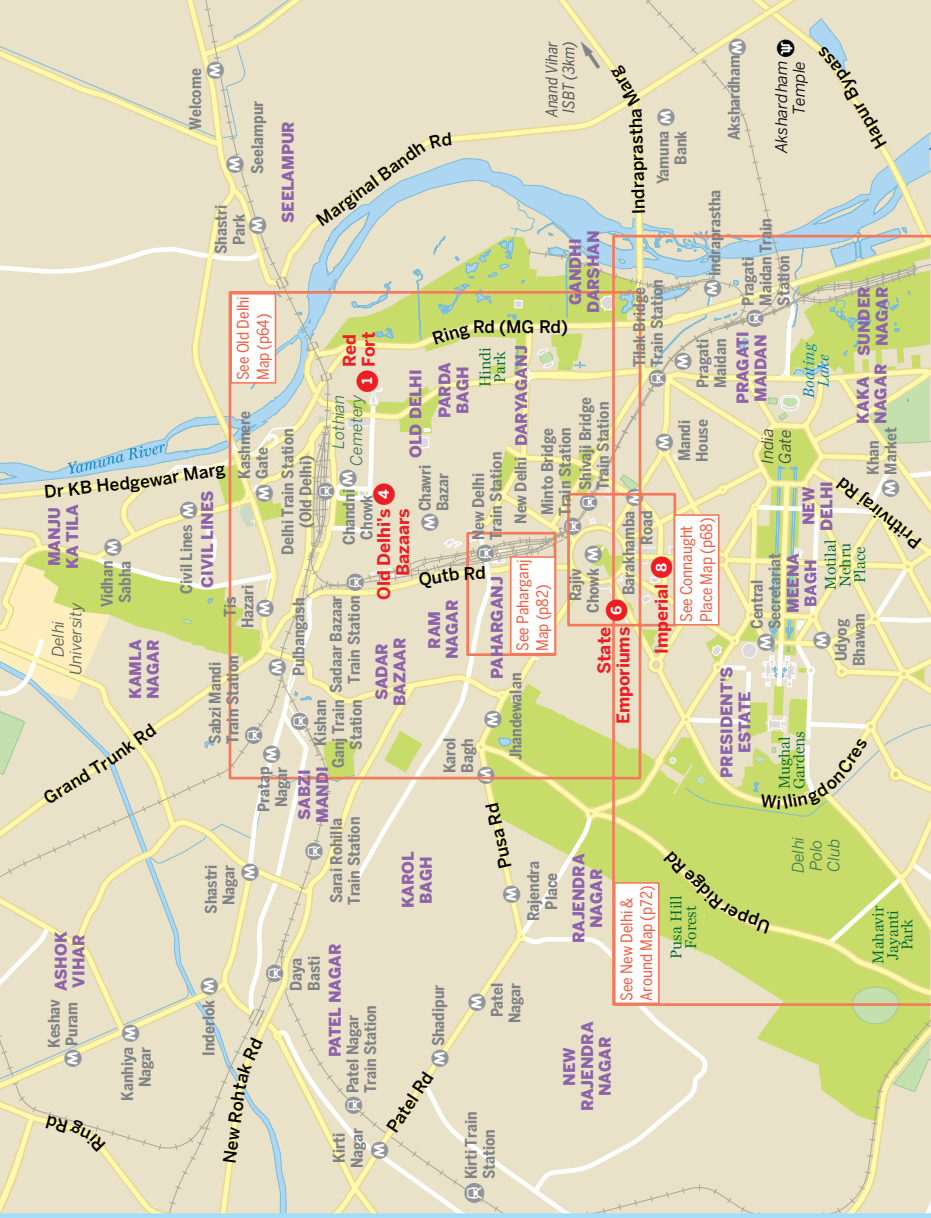 Ring Rd
Keshav
Puram
ASHOK
VIHAR
MANJU
KA TILA
Delhi
University
Kanhiya
Nagar
Grand Trunk Rd
KAMLA
NAGAR
Vidhan
Sabha
Dr KB Hedgewar Marg
Yamuna River
Welcome
Inderlok
Shastri
Nagar
Civil Lines
CIVIL LINES
Shastri
Park
Seelampur
SEELAMPUR
New Rohtak Rd
Sabzi Mandi
Train Station
Tis
Hazari
Kashmere
Gate
See Old Delhi
Map (p64)
Pratap
Nagar
Pulbangash
Delhi Train Station
(Old Delhi)
Daya
Basti
SABZI
MANDI
Kishan
Ganj Train
Station
Sadar Bazaar
Train Station
Marginal Bandh Rd
Sarai Rohilla
Train Station
Lothian
Cemetery
1
Red
Fort
Kirti
Nagar
Patel Nagar
Train Station
PATEL NAGAR
Chandni
Chowk
4
Old Delhi's
Bazaars
SADAR
BAZAAR
Patel Rd
KAROL
BAGH
OLD DELHI
Chawri
Bazar
RAM
NAGAR
Qutb Rd
PARDA
BAGH
Ring Rd (MG Rd)
Shadipur
Karol
Bagh
Hindi
Park
Kirti Train
Station
Patel
Nagar
Pusa Rd
Jhandewalan
PAHARGANJ
New Delhi
Train Station
New Delhi
DARYAGANJ
Rajendra
Place
See Paharganj
Map (p82)
Minto Bridge
Train Station
Shivaji Bridge
Train Station
GANDHI
DARSHAN
Anand Vihar
ISBT (3km)
NEW
RAJENDRA
NAGAR
RAJENDRA
NAGAR
Rajiv
Chowk
State
Emporiums
6
Barakhamba
Road
Tilak Bridge
Train Station
Indraprastha Marg
See New Delhi &
Around Map (p72)
Imperial
8
See Connaught
Place Map (p68)
Mandi
House
Yamuna
Bank
Pusa Hill
Forest
Upper Ridge Rd
Pragati
Maidan
Indraprastha
PRESIDENT'S
ESTATE
PRAGATI
MAIDAN
Pragati
Maidan Train
Station
Akshardham
Central
Secretariat
India
Gate
Akshardham
Temple
Mughal
Gardens
MEENA
BAGH
NEW
DELHI
Boating
Lake
Willingdon Cres
Delhi
Polo
Club
Motilal
Nehru
Place
Udyog
Bhawan
Hapur Bypass
Mahavir
Jayanti
Park
Prithviraj Rd
Khan
Market
KAKA
NAGAR
SUNDER
NAGAR